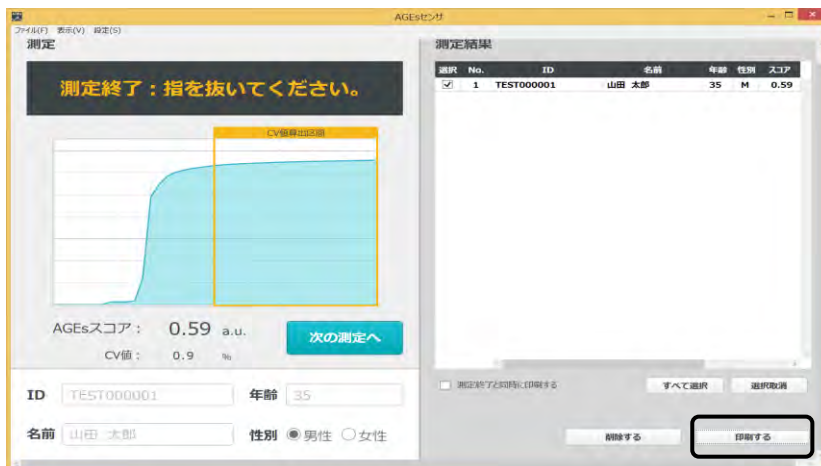 AGEsセンサ
ファイル(F) 表示(V) 設定(S)
測定
測定終了：指を抜いてください。
CV値算出区間
AGEsスコア： 0.59 a.u.
CV値： 0.9 %
次の測定へ
ID TEST000001 年齢 35
名前 山田 太郎 性別 男性 女性
測定結果
選択 No. ID 名前 年齢 性別 スコア
1 TEST000001 山田 太郎 35 M 0.59
測定終了と同時に印刷する
すべて選択 選択取消
削除する 印刷する